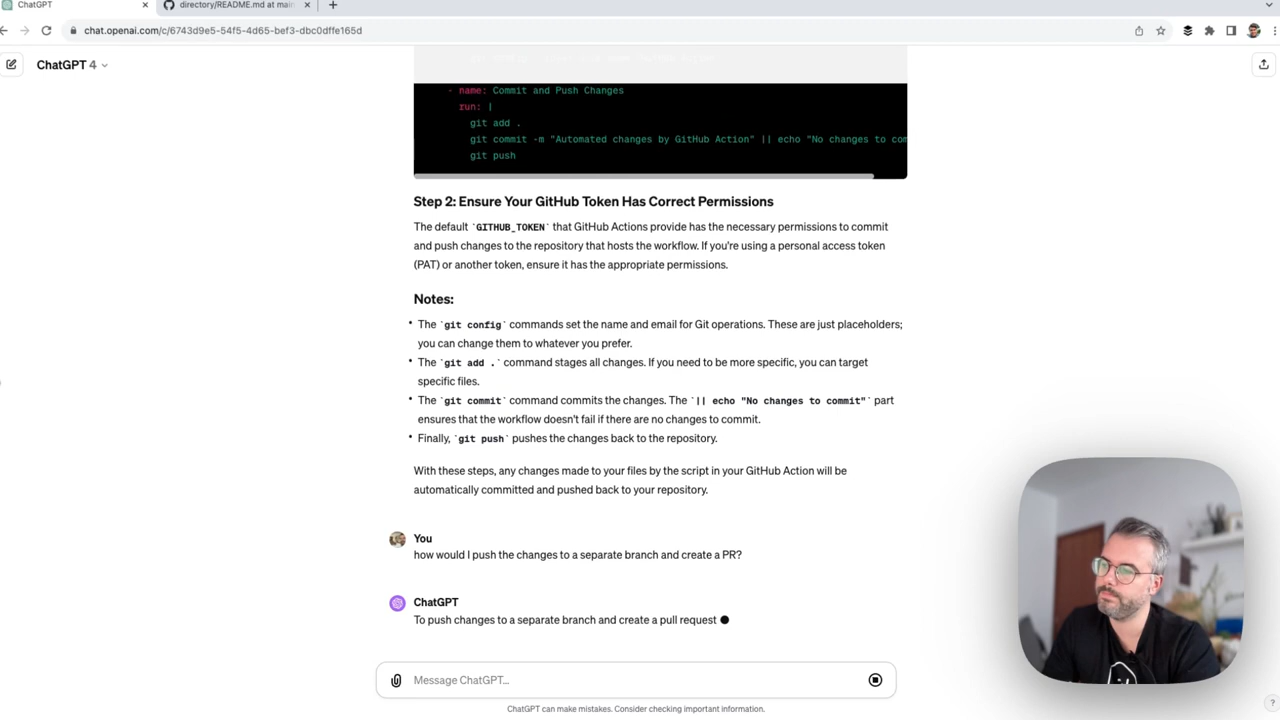 ChatGPT
directory/README.md at main
chat.openai.com/c/6743d9e5-54f5-4d65-bef3-dbc0dffe165d
ChatGPT 4
- name: Commit and Push Changes
run: |
git add .
git commit -m "Automated changes by GitHub Action" || echo "No changes to com
git push
Step 2: Ensure Your GitHub Token Has Correct Permissions
The default `GITHUB_TOKEN` that GitHub Actions provide has the necessary permissions to commit
and push changes to the repository that hosts the workflow. If you're using a personal access token
(PAT) or another token, ensure it has the appropriate permissions.
Notes:
• The `git config` commands set the name and email for Git operations. These are just placeholders;
you can change them to whatever you prefer.
• The `git add .` command stages all changes. If you need to be more specific, you can target
specific files.
• The `git commit` command commits the changes. The `|| echo "No changes to commit"` part
ensures that the workflow doesn't fail if there are no changes to commit.
• Finally, `git push` pushes the changes back to the repository.
With these steps, any changes made to your files by the script in your GitHub Action will be
automatically committed and pushed back to your repository.
You
how would I push the changes to a separate branch and create a PR?
ChatGPT
To push changes to a separate branch and create a pull request
Message ChatGPT...
ChatGPT can make mistakes. Consider checking important information.
?